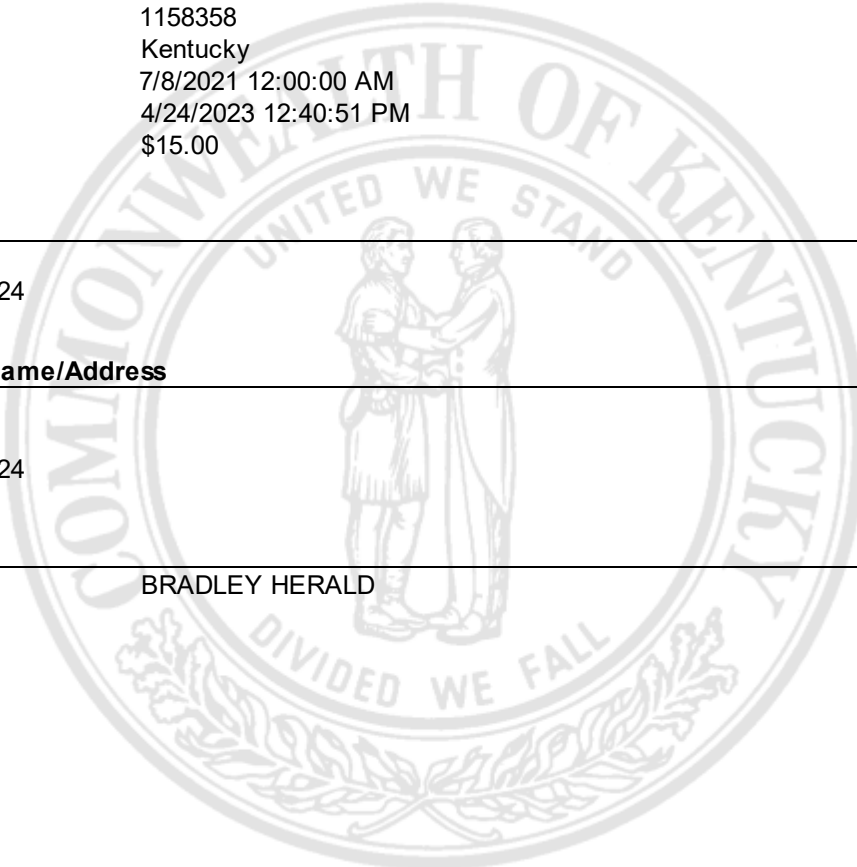 1158358
Kentucky
7/8/2021 12:00:00 AM
4/24/2023 12:40:51 PM
$15.00
24
ame/Address
24
BRADLEY HERALD
COMMONWEALTH OF KENTUCKY
UNITED WE STAND
DIVIDED WE FALL